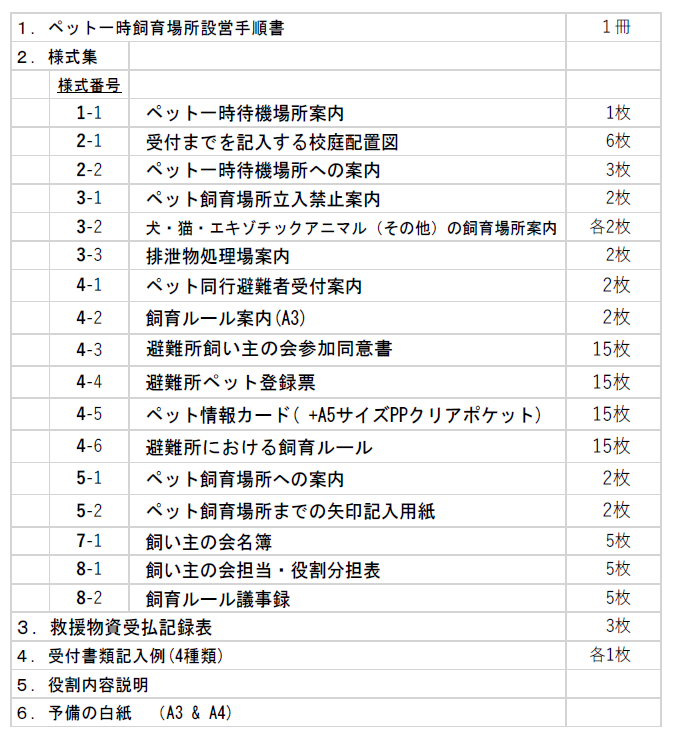 １．ペット一時飼育場所設営手順書 1冊
２．様式集
様式番号
1-1 ペット一時待機場所案内 1枚
2-1 受付までを記入する校庭配置図 6枚
2-2 ペット一時待機場所への案内 3枚
3-1 ペット飼育場所立入禁止案内 2枚
3-2 犬・猫・エキゾチックアニマル（その他）の飼育場所案内 各2枚
3-3 排泄物処理場案内 2枚
4-1 ペット同行避難者受付案内 2枚
4-2 飼育ルール案内(A3) 2枚
4-3 避難所飼い主の会参加同意書 15枚
4-4 避難所ペット登録票 15枚
4-5 ペット情報カード( +A5サイズPPクリアポケット) 15枚
4-6 避難所における飼育ルール 15枚
5-1 ペット飼育場所への案内 2枚
5-2 ペット飼育場所までの矢印記入用紙 2枚
7-1 飼い主の会名簿 5枚
8-1 飼い主の会担当・役割分担表 5枚
8-2 飼育ルール議事録 5枚
３．救援物資受払記録表 3枚
４．受付書類記入例(4種類) 各1枚
５．役割内容説明
６．予備の白紙 （A3 & A4)